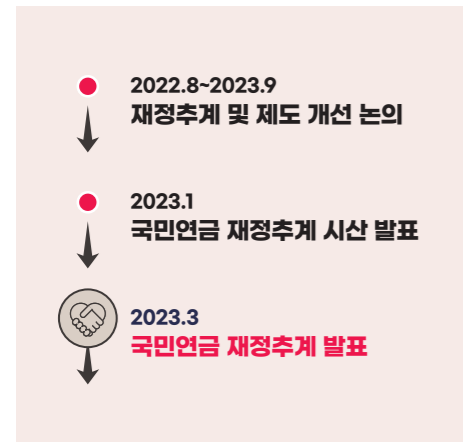 2022.8~2023.9
재정추계 및 제도 개선 논의
2023.1
국민연금 재정추계 시산 발표
2023.3
국민연금 재정추계 발표